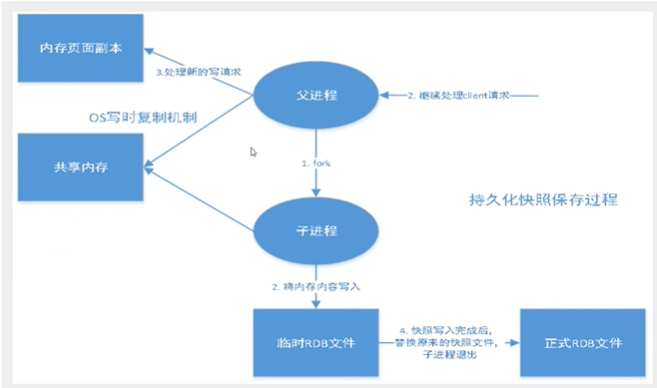 内存页面副本
3.处理新的写请求
父进程
2. 继续处理client请求
OS写时复制机制
共享内存
1. fork
持久化快照保存过程
子进程
2. 将内存内容写入
临时RDB文件
4. 快照写入完成后,
替换原来的快照文件,
子进程退出
正式RDB文件